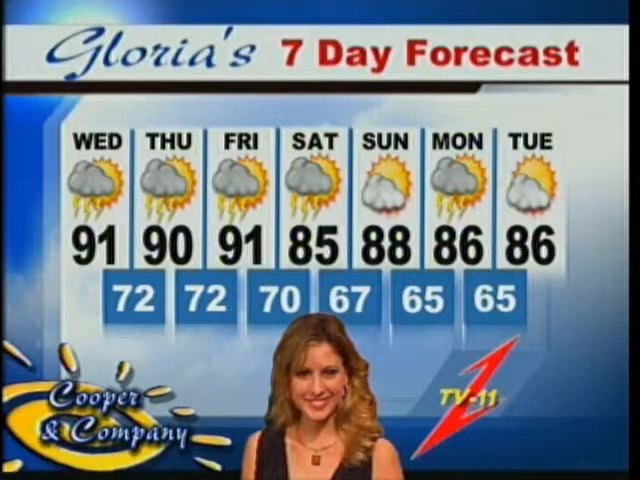 Gloria's 7 Day Forecast
WED THU FRI SAT SUN MON TUE
91 90 91 85 88 86 86
72 72 70 67 65 65
Cooper
& Company
TV-11